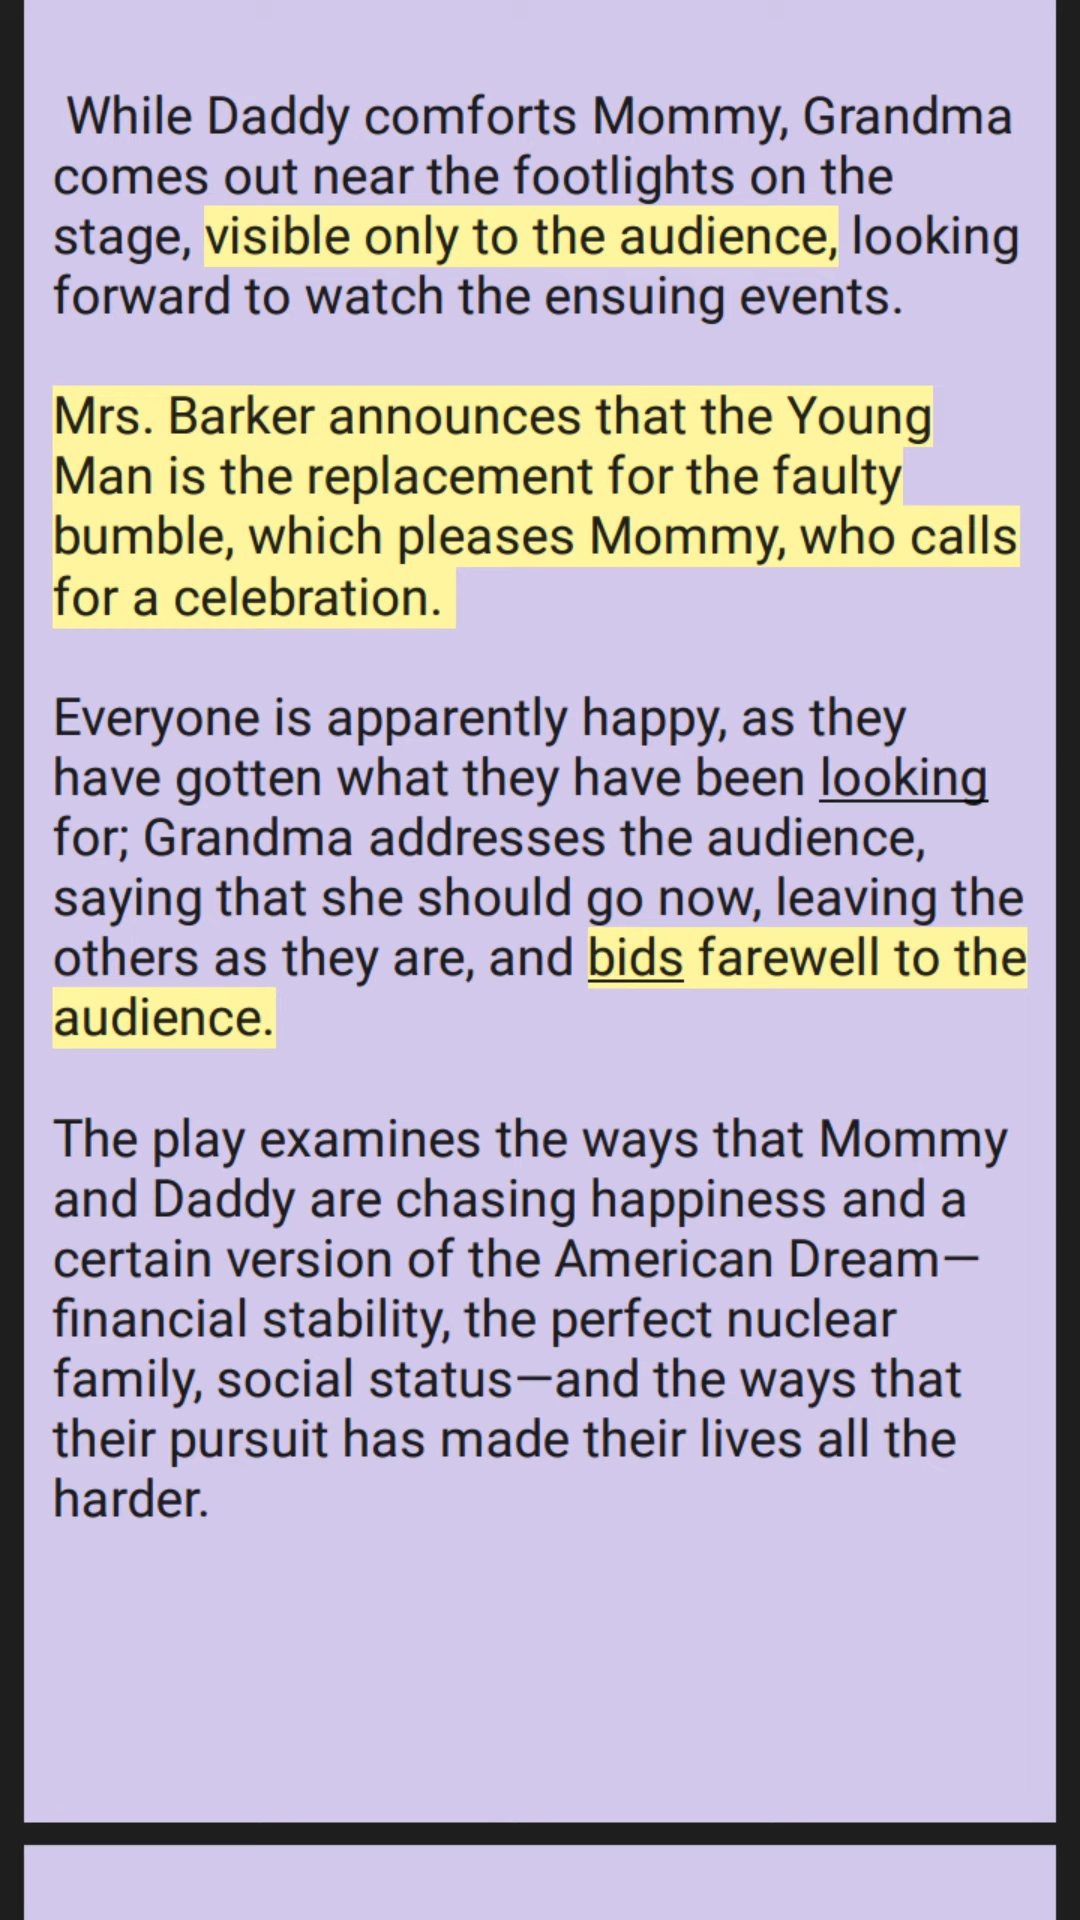 While Daddy comforts Mommy, Grandma
comes out near the footlights on the
stage, visible only to the audience, looking
forward to watch the ensuing events.
Mrs. Barker announces that the Young
Man is the replacement for the faulty
bumble, which pleases Mommy, who calls
for a celebration.
Everyone is apparently happy, as they
have gotten what they have been looking
for; Grandma addresses the audience,
saying that she should go now, leaving the
others as they are, and bids farewell to the
audience.
The play examines the ways that Mommy
and Daddy are chasing happiness and a
certain version of the American Dream—
financial stability, the perfect nuclear
family, social status—and the ways that
their pursuit has made their lives all the
harder.